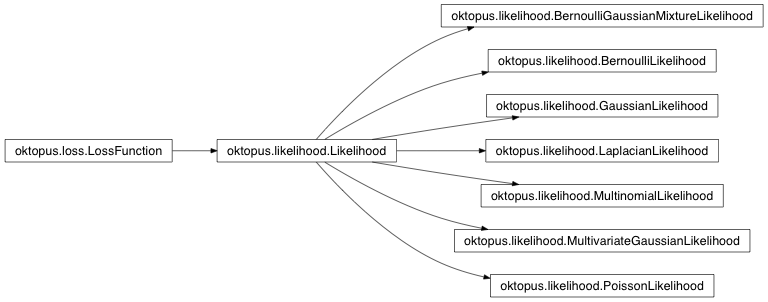 oktopus.likelihood.BernoulliGaussianMixtureLikelihood
oktopus.likelihood.BernoulliLikelihood
oktopus.likelihood.GaussianLikelihood
oktopus.loss.LossFunction
oktopus.likelihood.Likelihood
oktopus.likelihood.LaplacianLikelihood
oktopus.likelihood.MultinomialLikelihood
oktopus.likelihood.MultivariateGaussianLikelihood
oktopus.likelihood.PoissonLikelihood